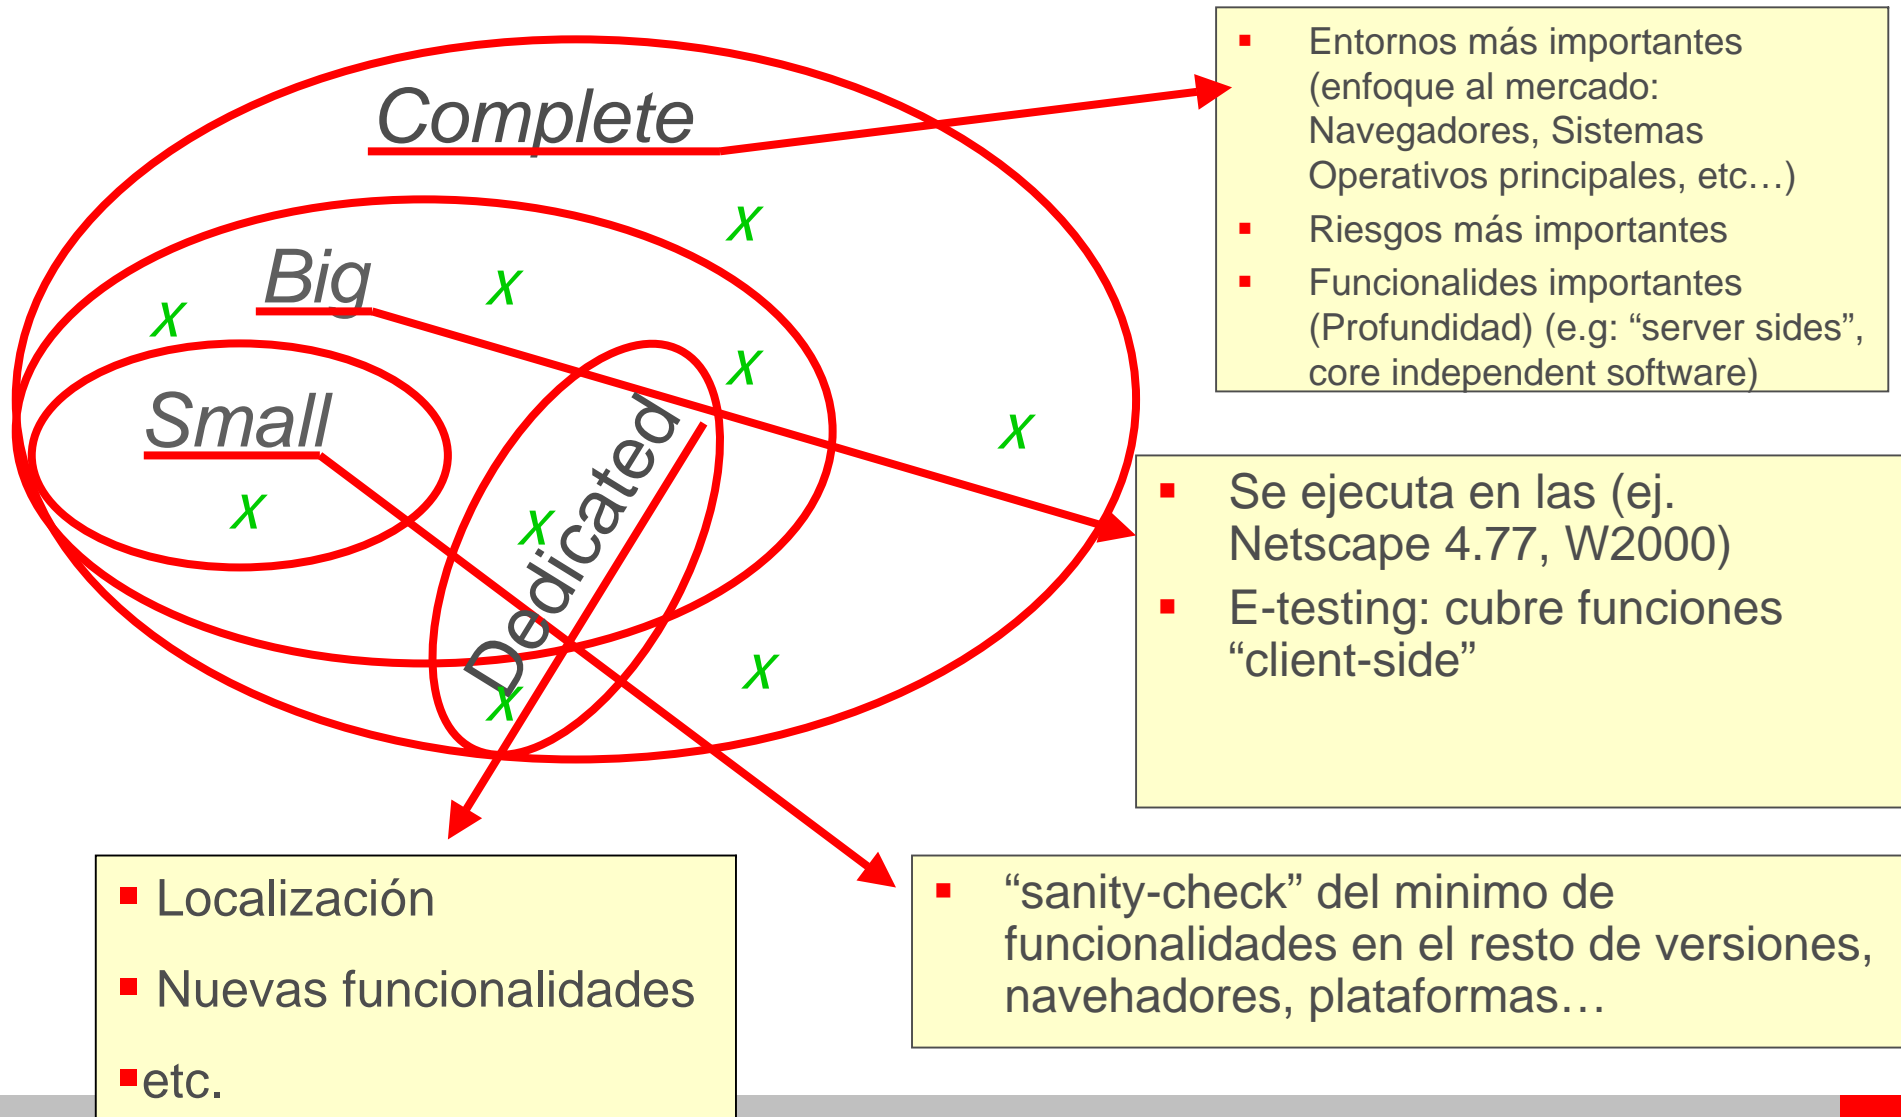 Complete
Big
Small
Dedicated
x
x
x
x
x
x
x
x
x
Entornos más importantes
(enfoque al mercado:
Navegadores, Sistemas
Operativos principales, etc…)
Riesgos más importantes
Funcionalides importantes
(Profundidad) (e.g: “server sides”,
core independent software)
Se ejecuta en las (ej.
Netscape 4.77, W2000)
E-testing: cubre funciones
“client-side”
Localización
Nuevas funcionalidades
etc.
“sanity-check” del minimo de
funcionalidades en el resto de versiones,
navehadores, plataformas…